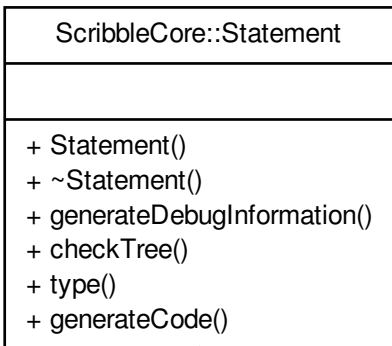 ScribbleCore::Statement
+ Statement()
+ ~Statement()
+ generateDebugInformation()
+ checkTree()
+ type()
+ generateCode()